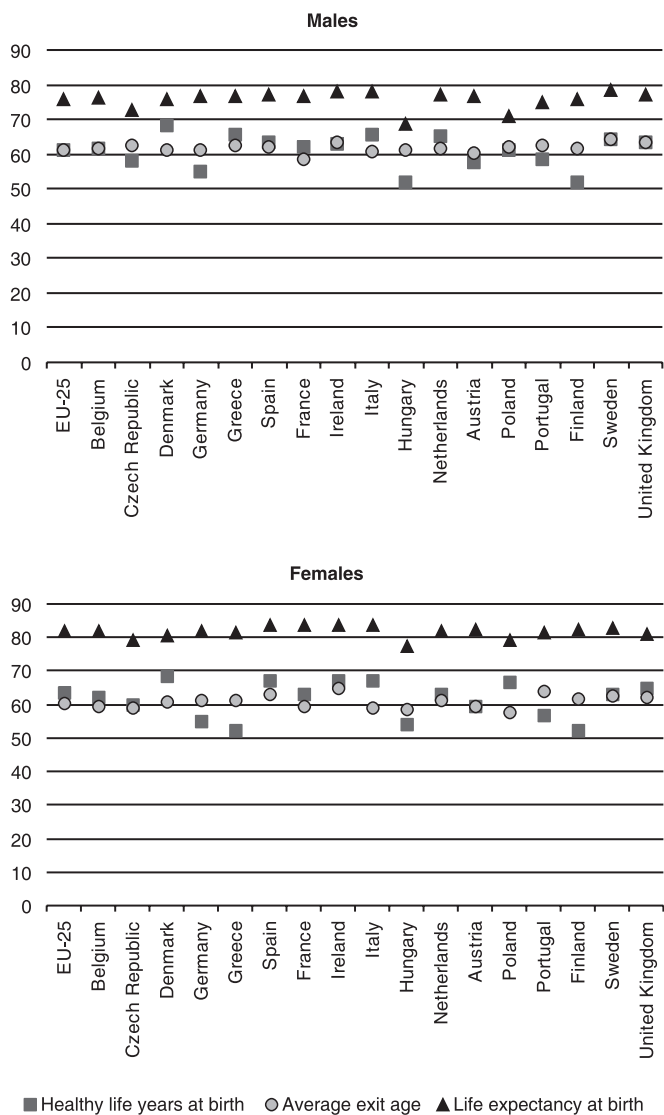 Males
90
80
70
60
50
40
30
20
10
0
EU-25
Belgium
Czech Republic
Denmark
Germany
Greece
Spain
France
Ireland
Italy
Hungary
Netherlands
Austria
Poland
Portugal
Finland
Sweden
United Kingdom
Females
90
80
70
60
50
40
30
20
10
0
EU-25
Belgium
Czech Republic
Denmark
Germany
Greece
Spain
France
Ireland
Italy
Hungary
Netherlands
Austria
Poland
Portugal
Finland
Sweden
United Kingdom
Healthy life years at birth Average exit age Life expectancy at birth